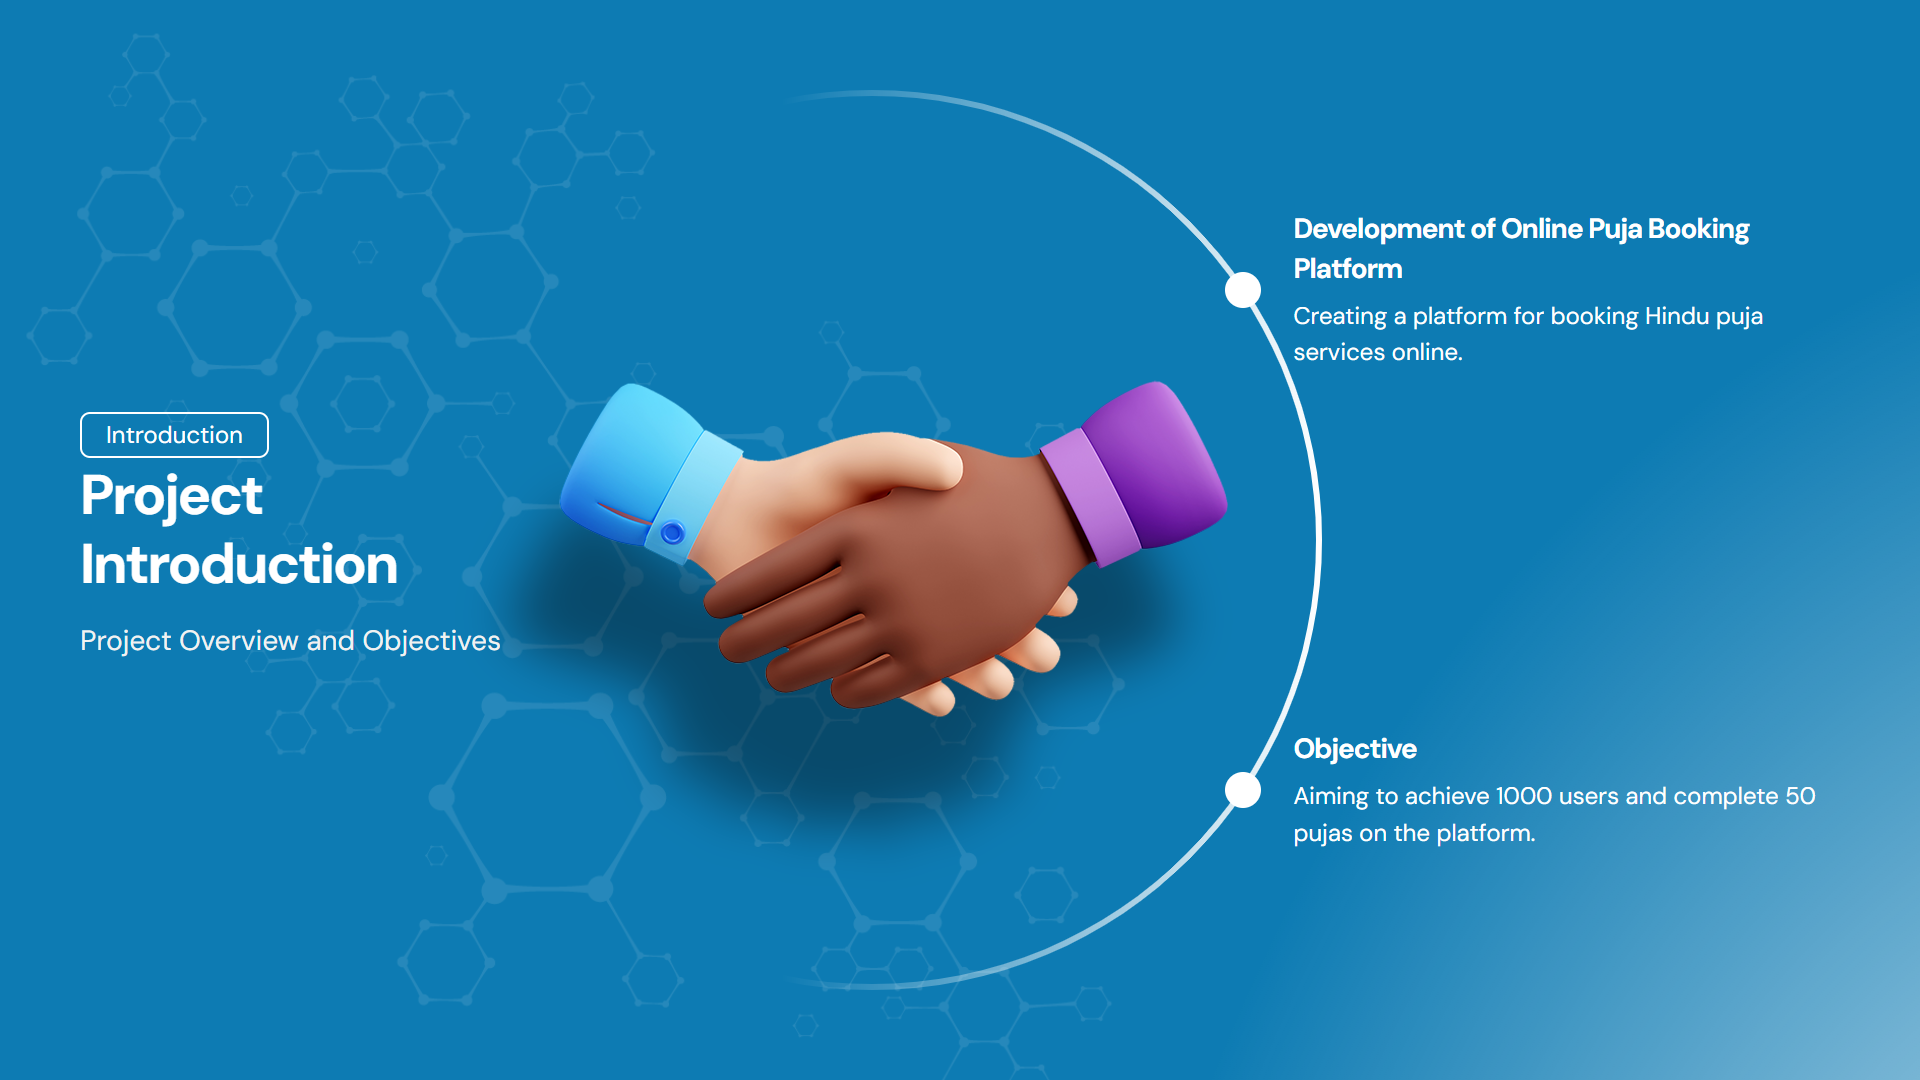 Introduction
Project
Introduction
Project Overview and Objectives
Development of Online Puja Booking
Platform
Creating a platform for booking Hindu puja
services online.
Objective
Aiming to achieve 1000 users and complete 50
pujas on the platform.